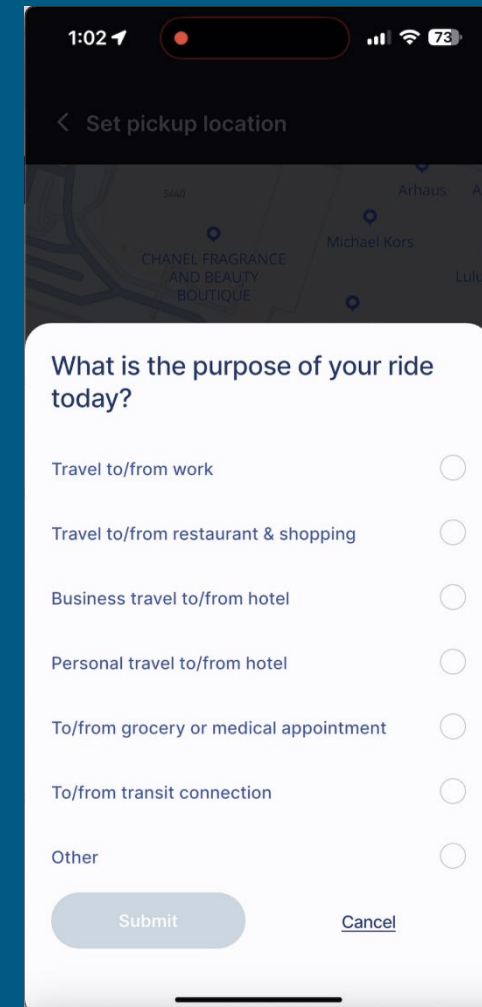 1:02
73
Set pickup location
Arhaus
Michael Kors
CHANEL FRAGRANCE
AND BEAUTY
BOUTIQUE
What is the purpose of your ride
today?
Travel to/from work
Travel to/from restaurant & shopping
Business travel to/from hotel
Personal travel to/from hotel
To/from grocery or medical appointment
To/from transit connection
Other
Submit
Cancel